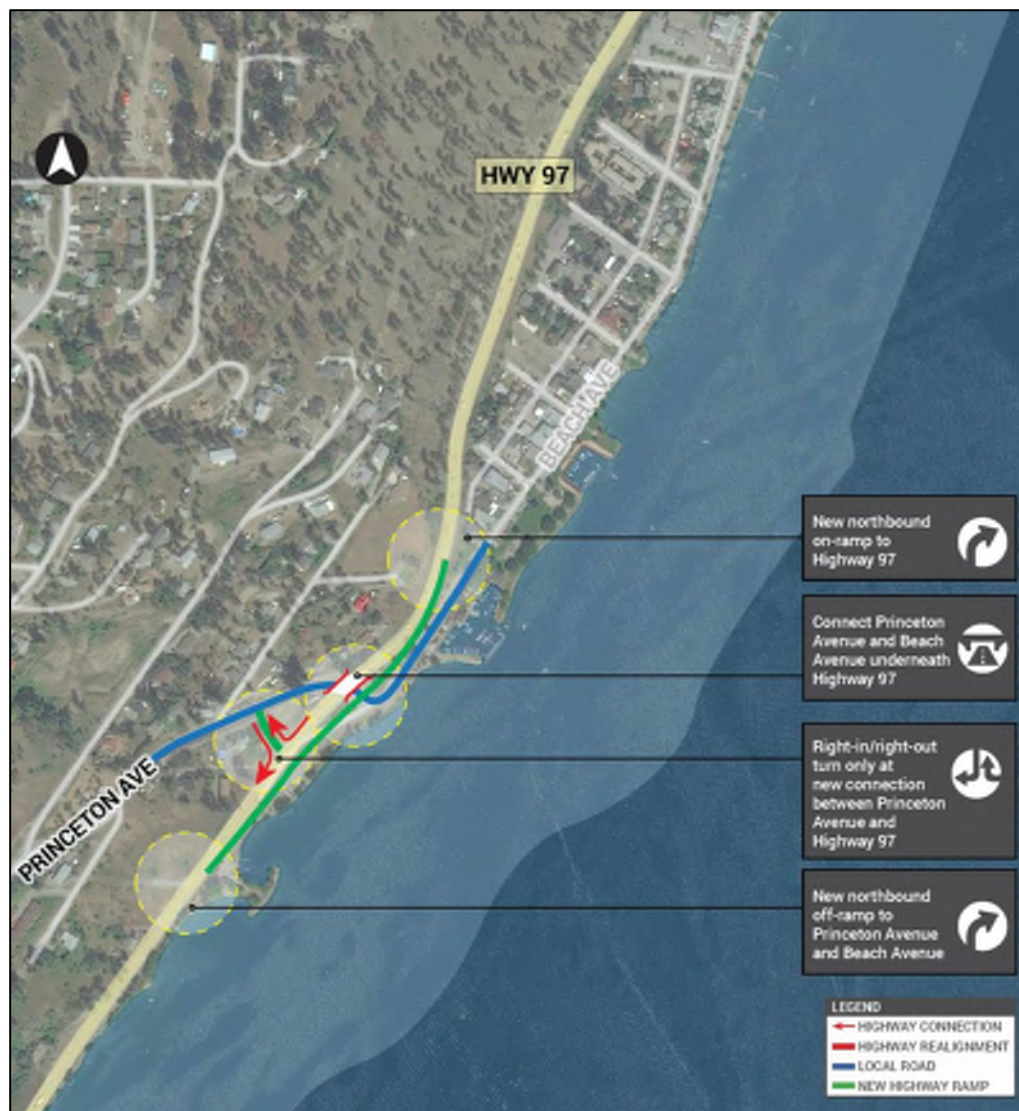 HWY 97
BEACH AVE
New northbound
on-ramp to
Highway 97
Connect Princeton
Avenue and Beach
Avenue underneath
Highway 97
Right-in/right-out
turn only at
new connection
between Princeton
Avenue and
Highway 97
PRINCETON AVE
New northbound
off-ramp to
Princeton Avenue
and Beach Avenue
LEGEND
HIGHWAY CONNECTION
HIGHWAY REALIGNMENT
LOCAL ROAD
NEW HIGHWAY RAMP